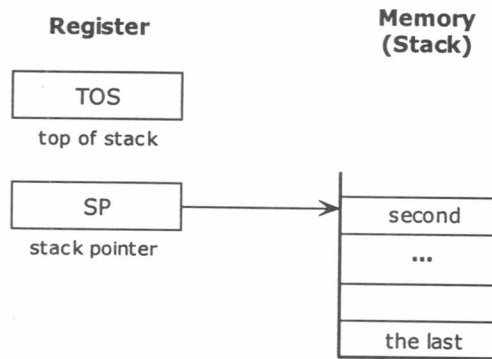 Register
Memory
(Stack)
TOS
top of stack
SP
stack pointer
second
...
the last